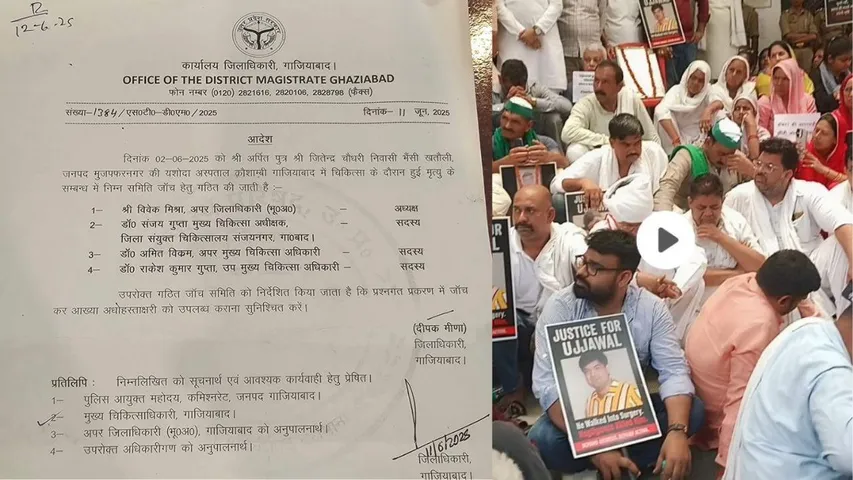 R
12-6-25
कार्यालय जिलाधिकारी, गाजियाबाद।
OFFICE OF THE DISTRICT MAGISTRATE GHAZIABAD
फोन नम्बर (0120) 2821616, 2820106, 2828798 (फैक्स)
संख्या-1384/एस0टी0-डी0एम0/2025 दिनांक- 11 जून, 2025
आदेश
दिनांक 02-06-2025 को श्री अर्पित पुत्र श्री जितेन्द्र चौधरी निवासी भैंसी खतौली,
जनपद मुजफ्फरनगर की यशोदा अस्पताल कौशाम्बी गाजियाबाद में चिकित्सा के दौरान हुई मृत्यु के
सम्बन्ध में निम्न समिति जाँच हेतु गठित की जाती है :-
1- श्री विवेक मिश्रा, अपर जिलाधिकारी (भू0अ0) – अध्यक्ष
2- डॉ0 संजय गुप्ता मुख्य चिकित्सा अधीक्षक, – सदस्य
जिला संयुक्त चिकित्सालय संजयनगर, गा0बाद।
3- डॉ0 अमित विक्रम, अपर मुख्य चिकित्सा अधिकारी – सदस्य
4- डॉ0 राकेश कुमार गुप्ता, उप मुख्य चिकित्सा अधिकारी – सदस्य
उपरोक्त गठित जाँच समिति को निर्देशित किया जाता है कि प्रश्नगत प्रकरण में जाँच
कर आख्या अधोहस्ताक्षरी को उपलब्ध कराना सुनिश्चित करें।
(दीपक मीणा)
जिलाधिकारी,
गाजियाबाद।
प्रतिलिपि :- निम्नलिखित को सूचनार्थ एवं आवश्यक कार्यवाही हेतु प्रेषित।
1- पुलिस आयुक्त महोदय, कमिश्नरेट, जनपद गाजियाबाद।
2- मुख्य चिकित्साधिकारी, गाजियाबाद।
3- अपर जिलाधिकारी (भू0अ0), गाजियाबाद को अनुपालनार्थ।
4- उपरोक्त अधिकारीगण को अनुपालनार्थ।
11/6/2025
जिलाधिकारी,
गाजियाबाद।
JUSTICE FOR
UJJAWAL
He Walked Into Surgery.